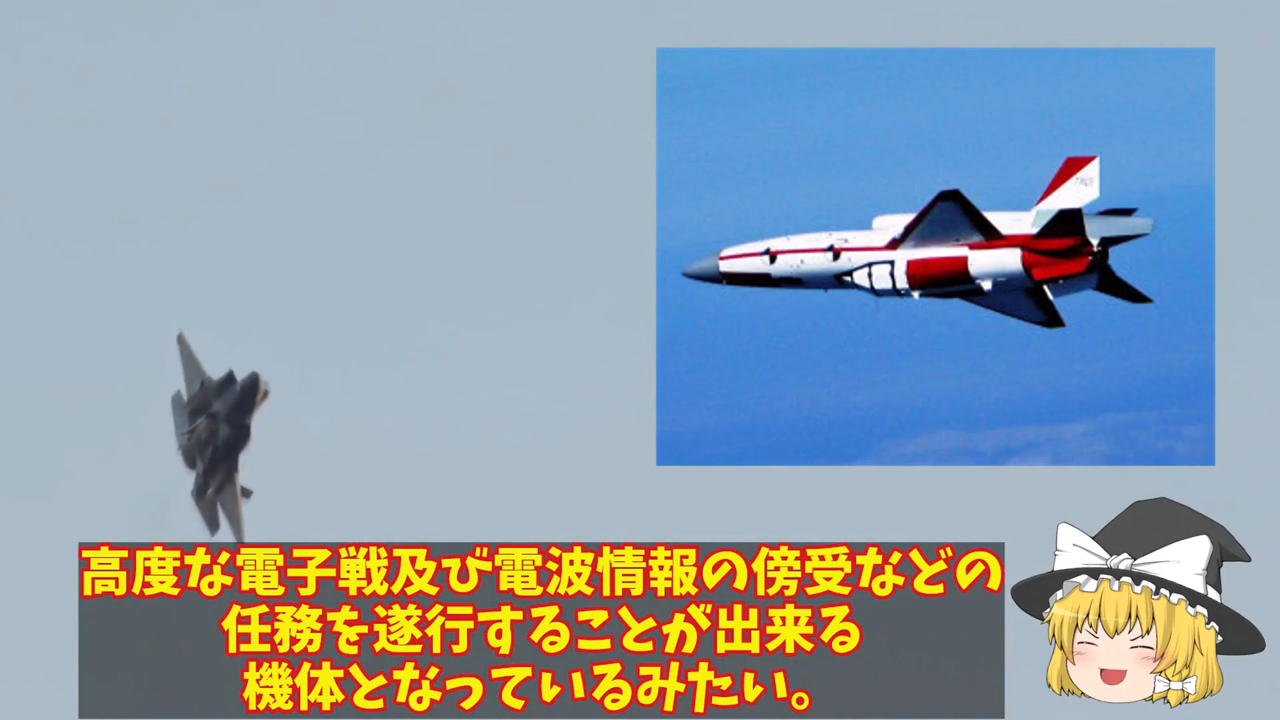 高度な電子戦及び電波情報の傍受などの
任務を遂行することが出来る
機体となっているみたい。